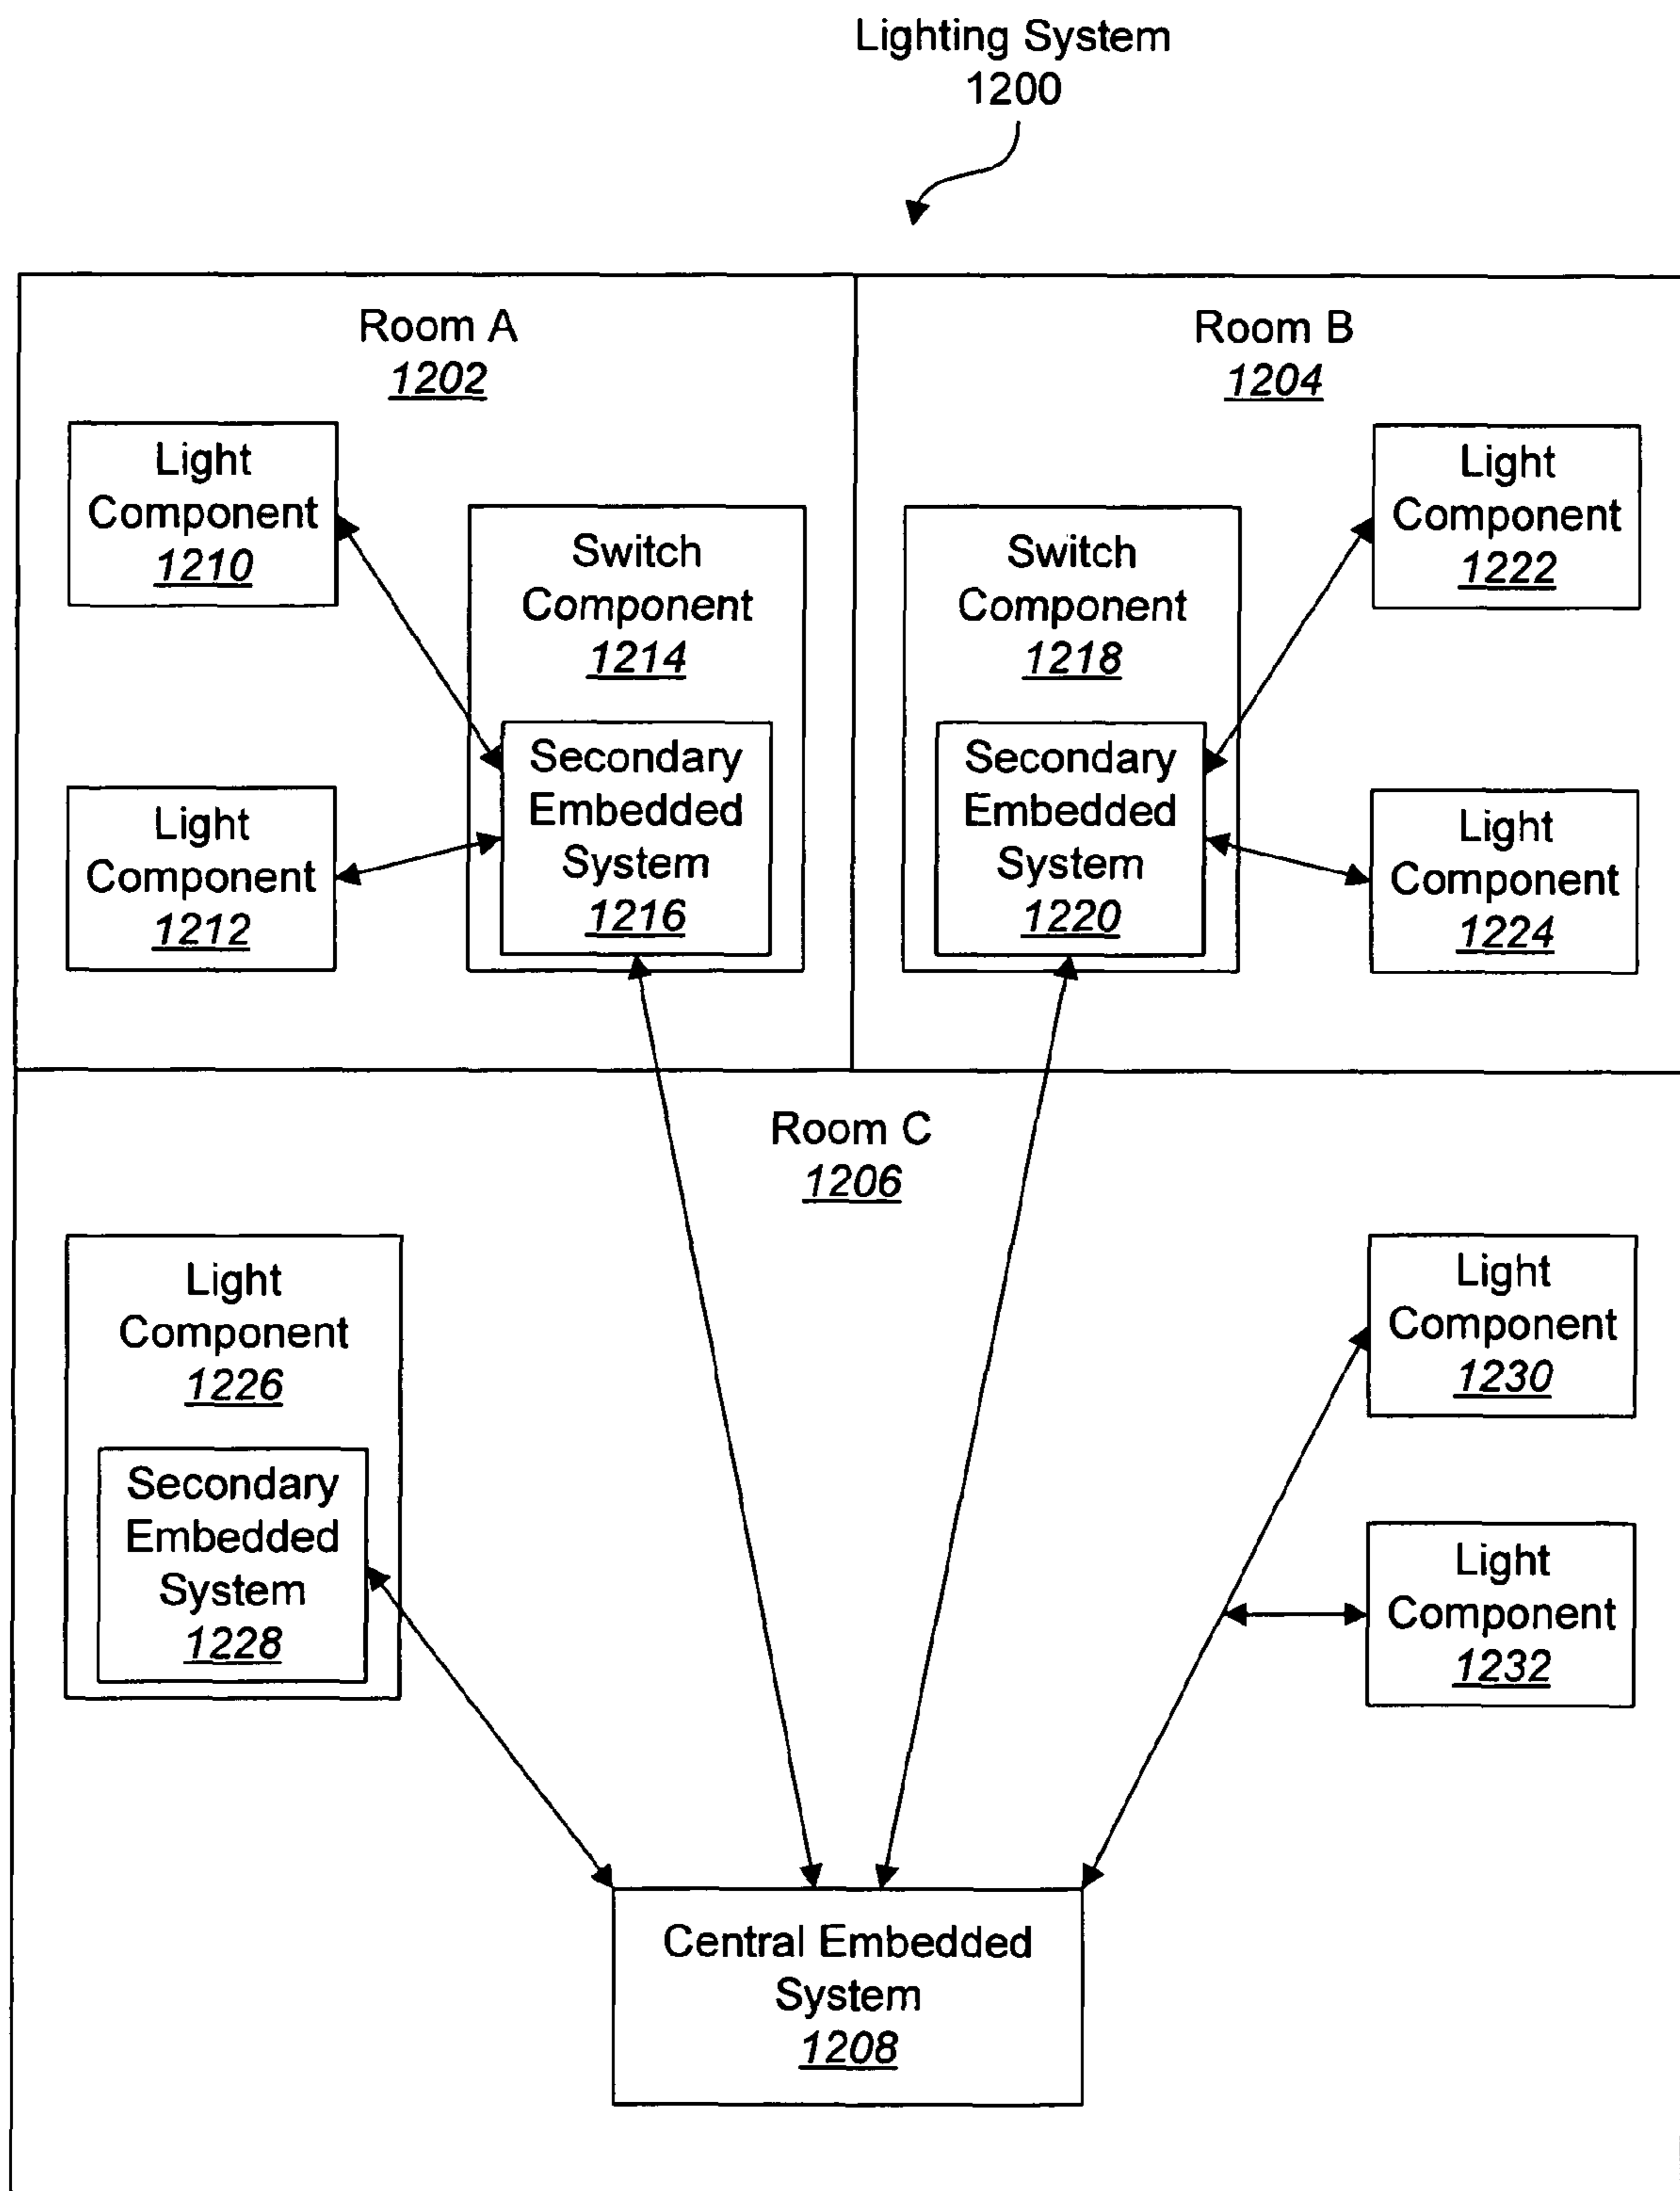 Lighting System
1200
Room A
1202
Room B
1204
Light
Component
1210
Switch
Component
1214
Switch
Component
1218
Light
Component
1222
Light
Component
1212
Secondary
Embedded
System
1216
Secondary
Embedded
System
1220
Light
Component
1224
Room C
1206
Light
Component
1226
Secondary
Embedded
System
1228
Light
Component
1230
Light
Component
1232
Central Embedded
System
1208